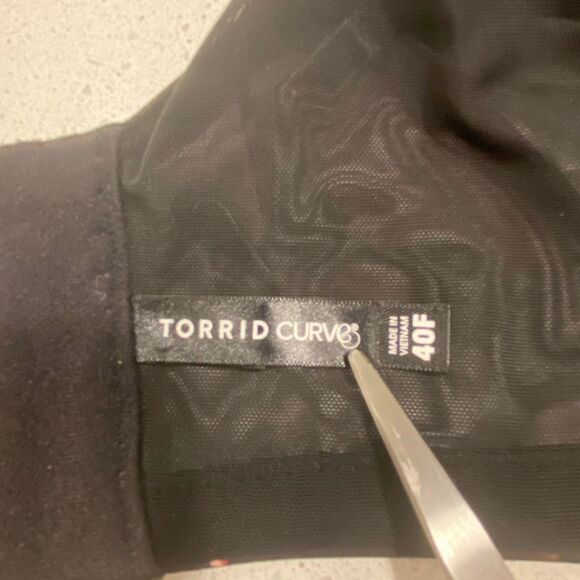 TORRID CURVE®
MADE IN
VIETNAM
40F